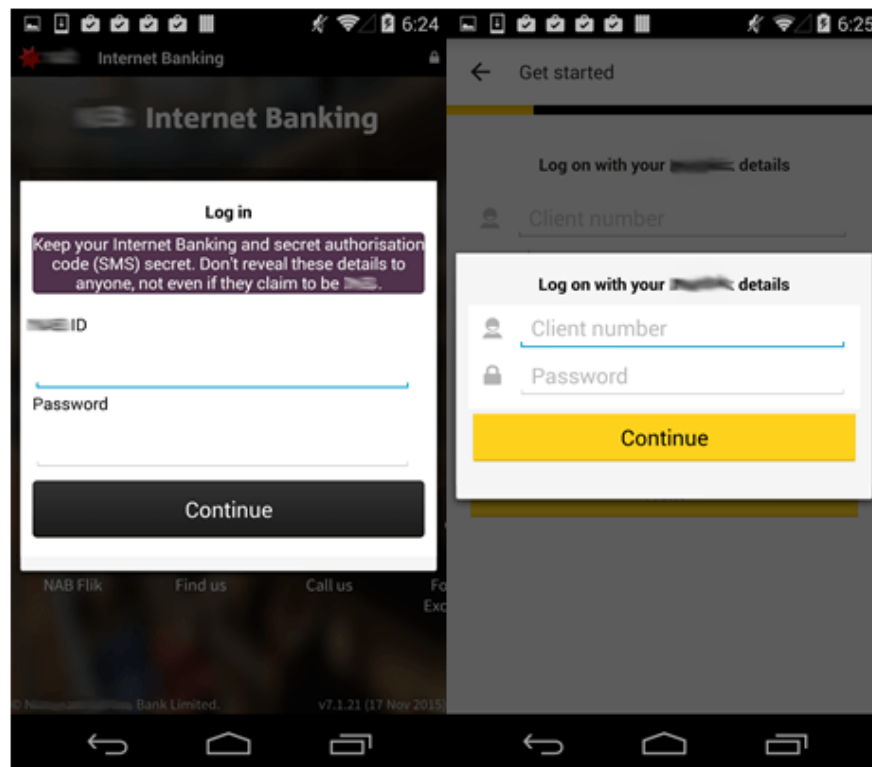 6:24
Internet Banking
Internet Banking
Log in
Keep your Internet Banking and secret authorisation
code (SMS) secret. Don't reveal these details to
anyone, not even if they claim to be
ID
Password
Continue
NAB Flik Find us Call us Fo
Exc
© N Bank Limited. v7.1.21 (17 Nov 2015)
6:25
Get started
Log on with your details
Client number
Log on with your details
Client number
Password
Continue